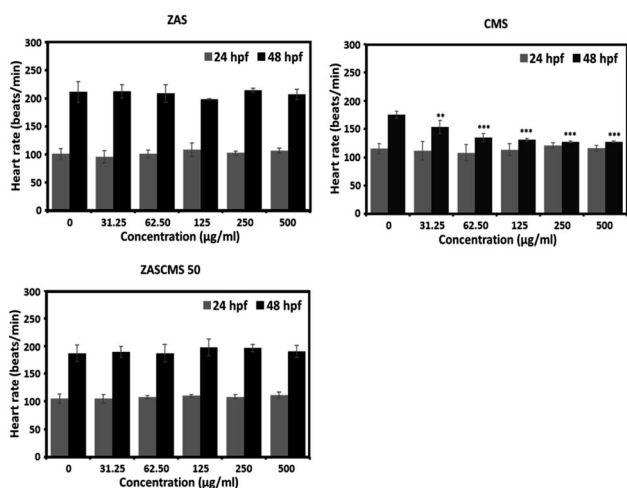 ZAS
300
250
200
150
100
50
0
Heart rate (beats/min)
24 hpf 48 hpf
0 31.25 62.50 125 250 500
Concentration (µg/ml)
CMS
300
250
200
150
100
50
0
Heart rate (beats/min)
24 hpf 48 hpf
** *** *** *** ***
0 31.25 62.50 125 250 500
Concentration (µg/ml)
ZASCMS 50
300
250
200
150
100
50
0
Heart rate (beats/min)
24 hpf 48 hpf
0 31.25 62.50 125 250 500
Concentration (µg/ml)